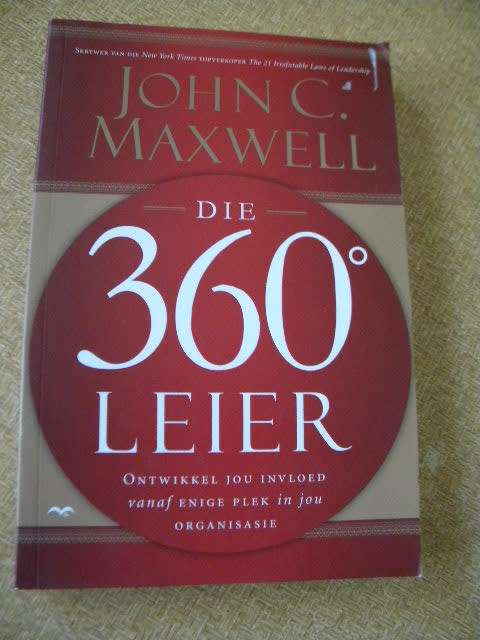 SKRYWER VAN DIE New York Times TOPVERKOPER The 21 Irrefutable Laws of Leadership
JOHN C.
MAXWELL
DIE
360°
LEIER
ONTWIKKEL JOU INVLOED
vanaf ENIGE PLEK in jou
ORGANISASIE